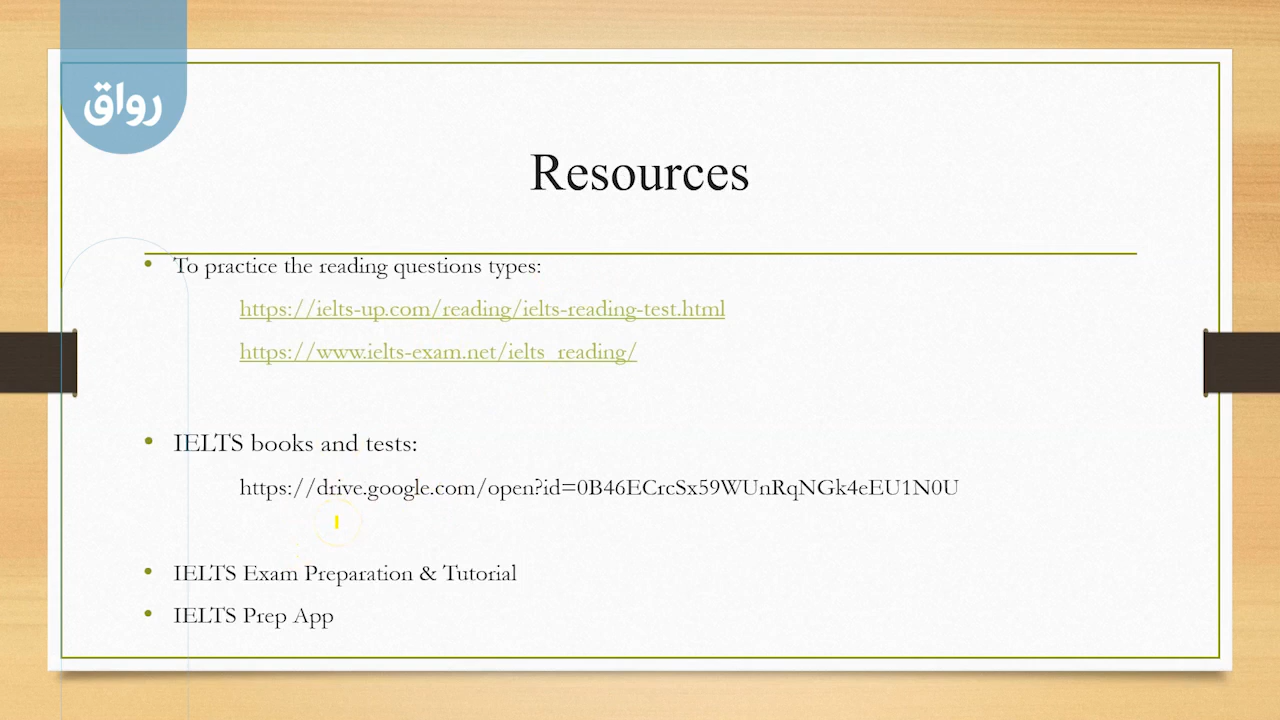 رواق
Resources
• To practice the reading questions types:
https://ielts-up.com/reading/ielts-reading-test.html
https://www.ielts-exam.net/ielts_reading/
• IELTS books and tests:
https://drive.google.com/open?id=0B46ECrcSx59WUnRqNGk4eEU1N0U
• IELTS Exam Preparation & Tutorial
• IELTS Prep App